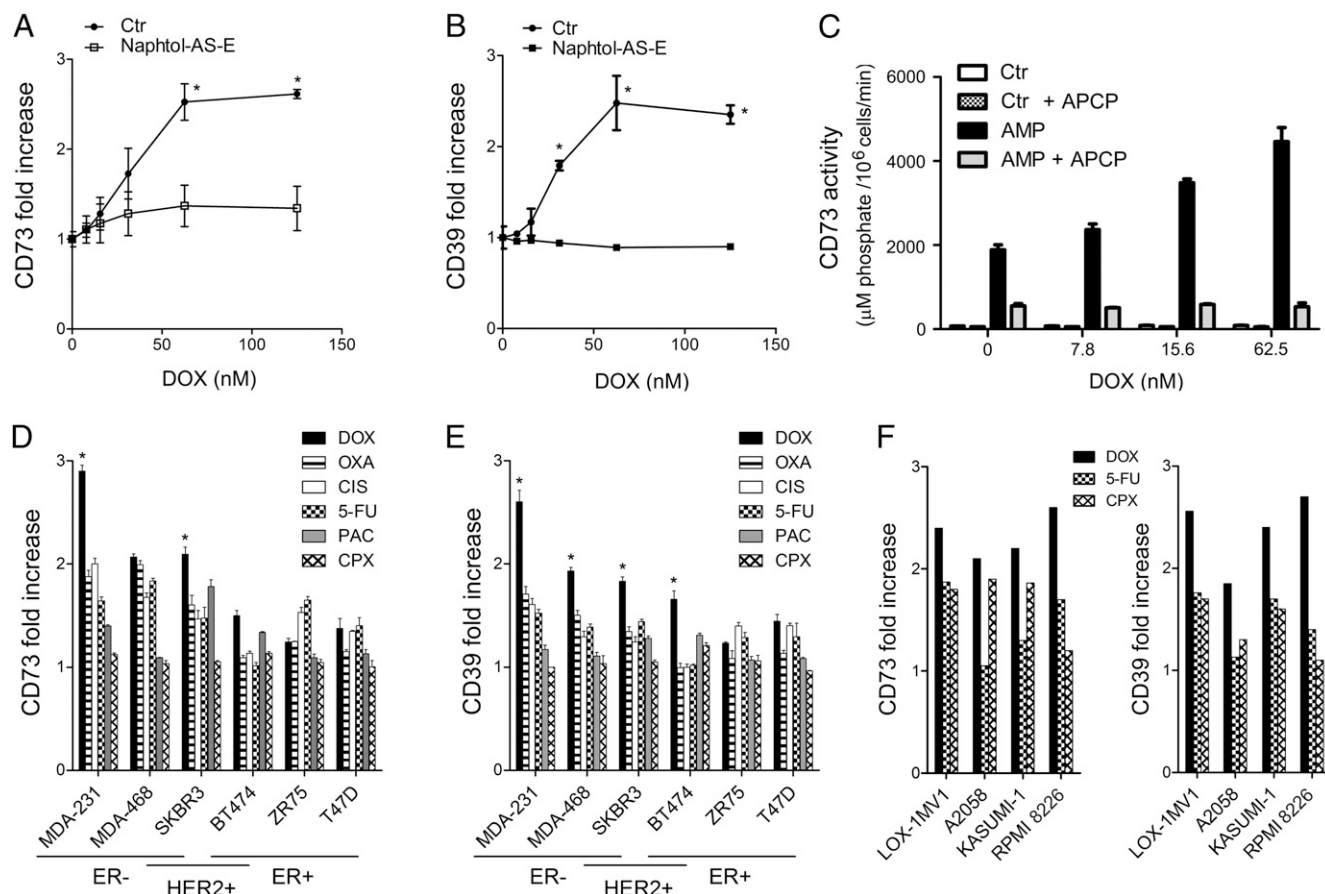 A
Ctr
Naphtol-AS-E
CD73 fold increase
3
2
1
0
0
50
100
150
*
*
DOX (nM)
B
Ctr
Naphtol-AS-E
CD39 fold increase
3
2
1
0
0
50
100
150
*
*
*
DOX (nM)
C
Ctr
Ctr + APCP
AMP
AMP + APCP
CD73 activity
(μM phosphate /10⁶ cells/min)
6000
4000
2000
0
0
7.8
15.6
62.5
DOX (nM)
D
DOX
OXA
CIS
5-FU
PAC
CPX
CD73 fold increase
3
2
1
0
*
*
MDA-231
MDA-468
SKBR3
BT474
ZR75
T47D
ER-
HER2+
ER+
E
DOX
OXA
CIS
5-FU
PAC
CPX
CD39 fold increase
3
2
1
0
*
*
*
*
MDA-231
MDA-468
SKBR3
BT474
ZR75
T47D
ER-
HER2+
ER+
F
DOX
5-FU
CPX
CD73 fold increase
3
2
1
0
LOX-1MV1
A2058
KASUMI-1
RPMI 8226
CD39 fold increase
3
2
1
0
LOX-1MV1
A2058
KASUMI-1
RPMI 8226